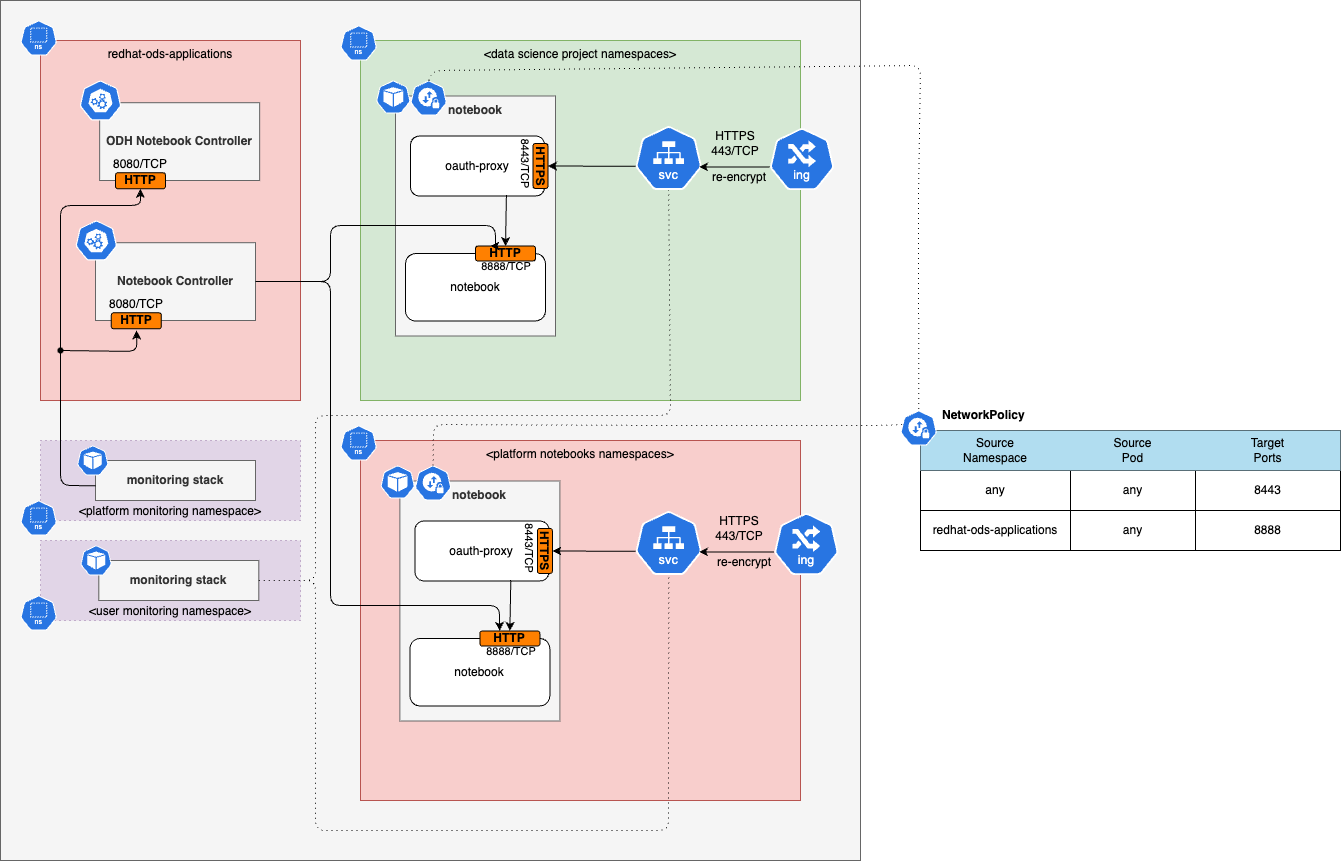 ns
redhat-ods-applications
ODH Notebook Controller
8080/TCP
HTTP
Notebook Controller
8080/TCP
HTTP
ns
<data science project namespaces>
notebook
oauth-proxy
8443/TCP
HTTPS
HTTP
8888/TCP
notebook
svc
HTTPS
443/TCP
re-encrypt
ing
monitoring stack
<platform monitoring namespace>
ns
monitoring stack
<user monitoring namespace>
ns
ns
<platform notebooks namespaces>
notebook
oauth-proxy
8443/TCP
HTTPS
HTTP
8888/TCP
notebook
svc
HTTPS
443/TCP
re-encrypt
ing
NetworkPolicy
Source
Namespace
Source
Pod
Target
Ports
any
any
8443
redhat-ods-applications
any
8888